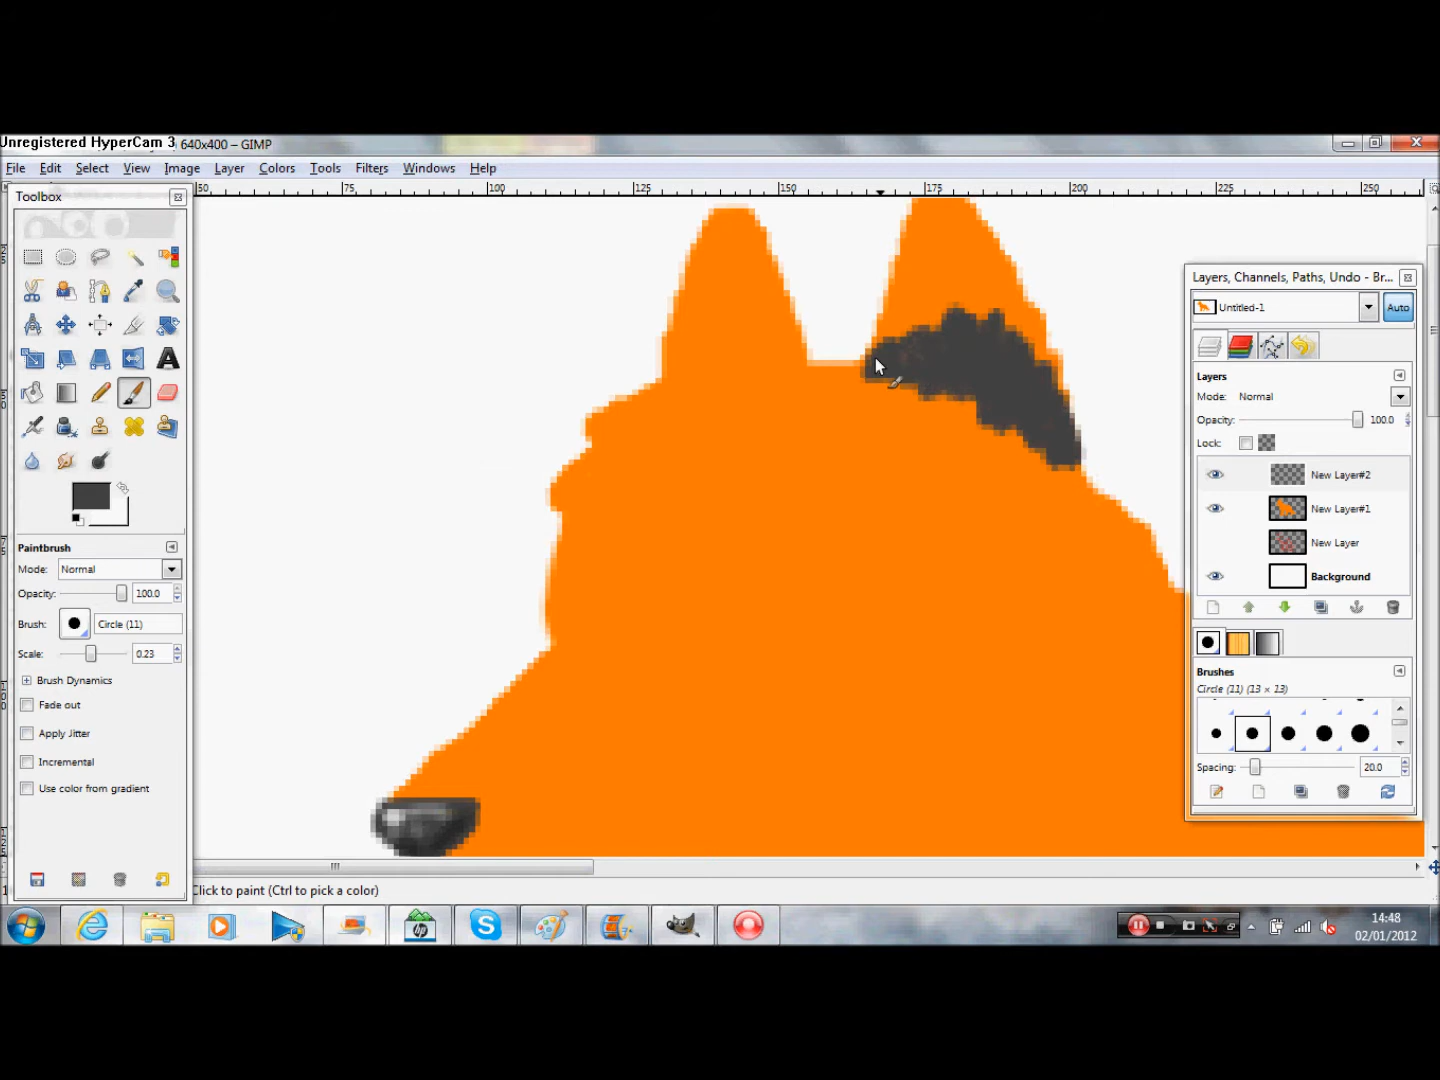 Unregistered HyperCam 3 640x400 – GIMP
File Edit Select View Image Layer Colors Tools Filters Windows Help
Toolbox
50 75 100 125 150 175 200 225 250
Layers, Channels, Paths, Undo - Br...
Untitled-1 Auto
Layers
Mode: Normal
Opacity: 100.0
Lock:
New Layer#2
New Layer#1
New Layer
Background
Paintbrush
Mode: Normal
Opacity: 100.0
Brush: Circle (11)
Scale: 0.23
Brush Dynamics
Fade out
Apply Jitter
Incremental
Use color from gradient
Brushes
Circle (11) (13 × 13)
Spacing: 20.0
Click to paint (Ctrl to pick a color)
hp
14:48
02/01/2012